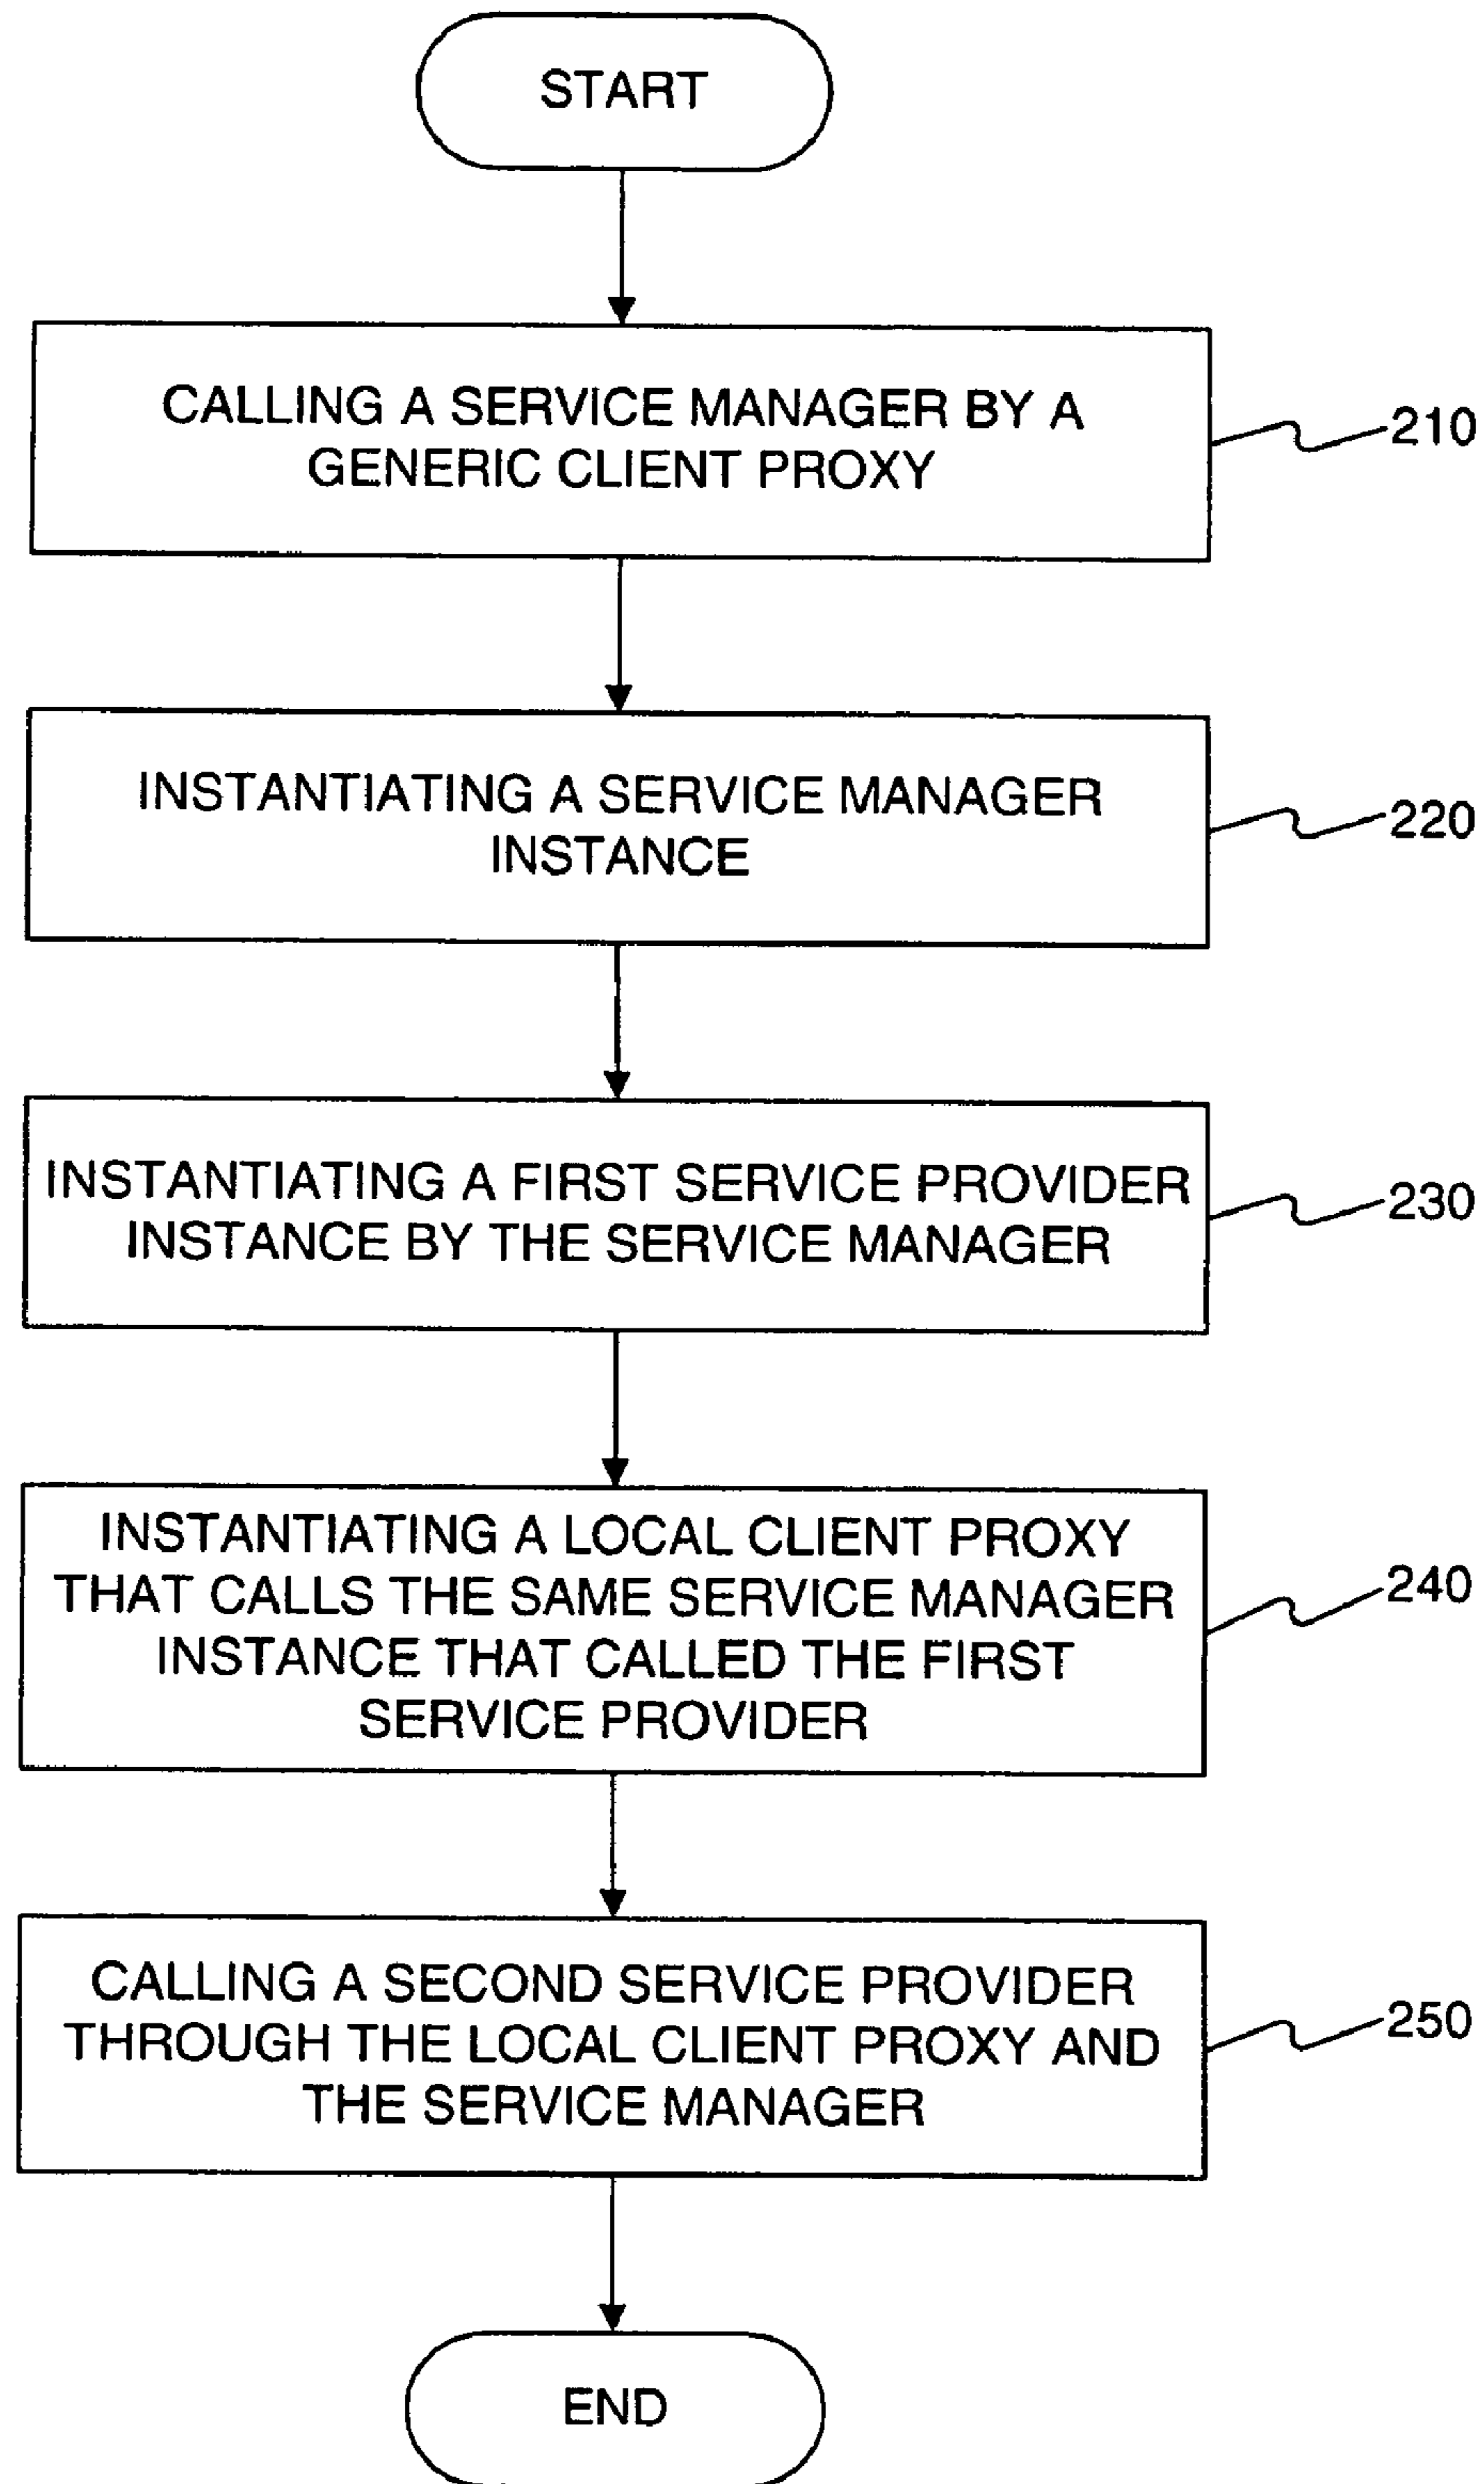 START
CALLING A SERVICE MANAGER BY A
GENERIC CLIENT PROXY
210
INSTANTIATING A SERVICE MANAGER
INSTANCE
220
INSTANTIATING A FIRST SERVICE PROVIDER
INSTANCE BY THE SERVICE MANAGER
230
INSTANTIATING A LOCAL CLIENT PROXY
THAT CALLS THE SAME SERVICE MANAGER
INSTANCE THAT CALLED THE FIRST
SERVICE PROVIDER
240
CALLING A SECOND SERVICE PROVIDER
THROUGH THE LOCAL CLIENT PROXY AND
THE SERVICE MANAGER
250
END